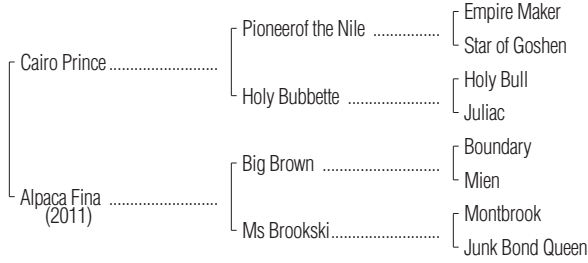 Empire Maker
Pioneerof the Nile ................
Star of Goshen
Cairo Prince ..........................
Holy Bull
Holy Bubbette ......................
Juliac
Boundary
Big Brown ............................
Mien
Alpaca Fina ..........................
(2011)
Montbrook
Ms Brookski..........................
Junk Bond Queen